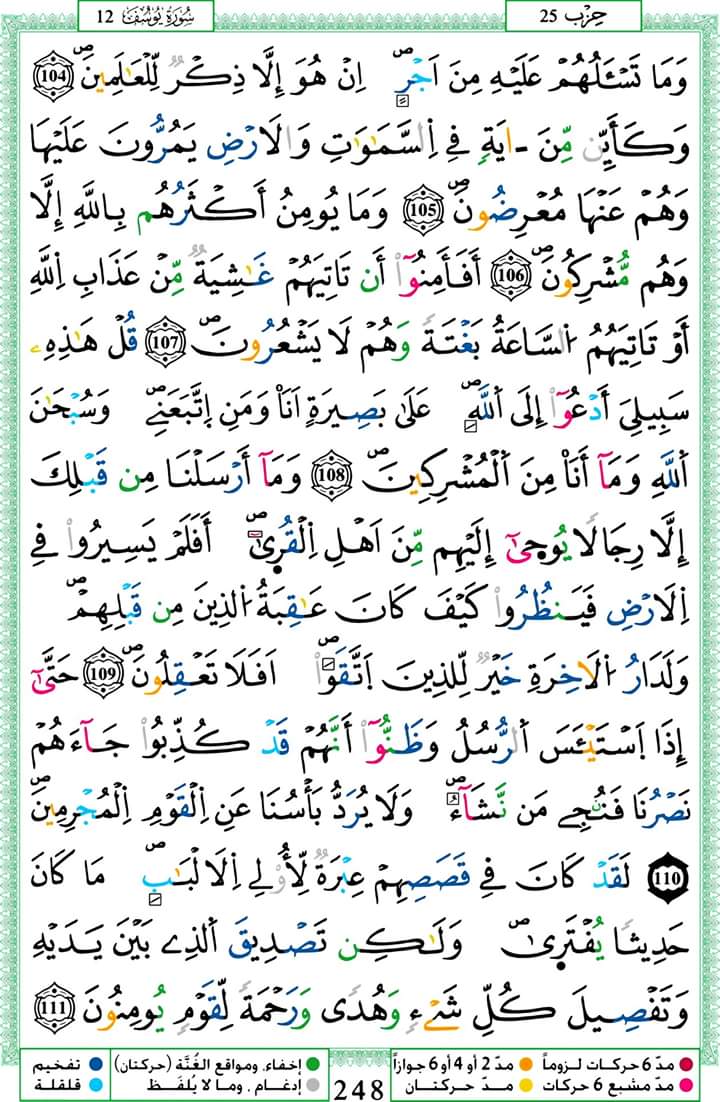 سُورَةُ يُوسُفَ 12
حِزْب 25
وَمَا تَسْـَٔلُهُمْ عَلَيْهِ مِنَ اَجْرٍۖ اِنْ هُوَ إِلَّا ذِكْرٞ لِّلْعَٰلَمِينَۖ 104
وَكَأَيِّن مِّنَ ـ ايَةٖ فِے اِ۬لسَّمَٰوَٰتِ وَالَارْضِ يَمُرُّونَ عَلَيْهَا
وَهُمْ عَنْهَا مُعْرِضُونَۖ 105 وَمَا يُومِنُ أَكْثَرُهُم بِاللَّهِ إِلَّا
وَهُم مُّشْرِكُونَۖ 106 أَفَأَمِنُوٓاْ أَن تَاتِيَهُمْ غَٰشِيَةٞ مِّنْ عَذَابِ اِ۬للَّهِ
أَوْ تَاتِيَهُمُ اُ۬لسَّاعَةُ بَغْتَةٗ وَهُمْ لَا يَشْعُرُونَۖ 107 قُلْ هَٰذِهِۦ
سَبِيلِيَ أَدْعُوٓاْ إِلَى اَ۬للَّهِۖ عَلَىٰ بَصِيرَةٍ اَنَا۠ وَمَنِ اِ۪تَّبَعَنِےۖ وَسُبْحَٰنَ
اَ۬للَّهِ وَمَآ أَنَا۠ مِنَ اَ۬لْمُشْرِكِينَۖ 108 وَمَآ أَرْسَلْنَا مِن قَبْلِكَ
إِلَّا رِجَالٗا يُوحَىٰٓ إِلَيْهِم مِّنَ اَهْلِ اِ۬لْقُرَىٰٓۖ أَفَلَمْ يَسِيرُواْ فِے
اِ۬لَارْضِ فَيَنظُرُواْ كَيْفَ كَانَ عَٰقِبَةُ اُ۬لذِينَ مِن قَبْلِهِمْۖ
وَلَدَارُ اُ۬لَاخِرَةِ خَيْرٞ لِّلذِينَ اَ۪تَّقَوَاْۖ اَفَلَا تَعْقِلُونَۖ 109 حَتَّىٰٓ
إِذَا اَ۪سْتَيْـَٔسَ اَ۬لرُّسُلُ وَظَنُّوٓاْ أَنَّهُمْ قَدْ كُذِّبُواْ جَآءَهُمْ
نَصْرُنَا فَنُۨجِے مَن نَّشَآءُۖ وَلَا يُرَدُّ بَأْسُنَا عَنِ اِ۬لْقَوْمِ اِ۬لْمُجْرِمِينَۖ
110 لَقَدْ كَانَ فِے قَصَصِهِمْ عِبْرَةٞ لِّأُوْلِے اِ۬لَالْبَٰبِۖ مَا كَانَ
حَدِيثاٗ يُفْتَرَىٰۖ وَلَٰكِن تَصْدِيقَ اَ۬لذِے بَيْنَ يَدَيْهِ
وَتَفْصِيلَ كُلِّ شَےْءٖ وَهُدىٗ وَرَحْمَةٗ لِّقَوْمٖ يُومِنُونَۖ 111
مدّ 6 حركات لزوماً مدّ 2 أو 4 أو 6 جوازاً إخفاء، ومواقع الغُنَّة (حركتان) تفخيم
مدّ مشبع 6 حركات مدّ حركتان إدغام، وما لا يُلفَظ قلقلة
248